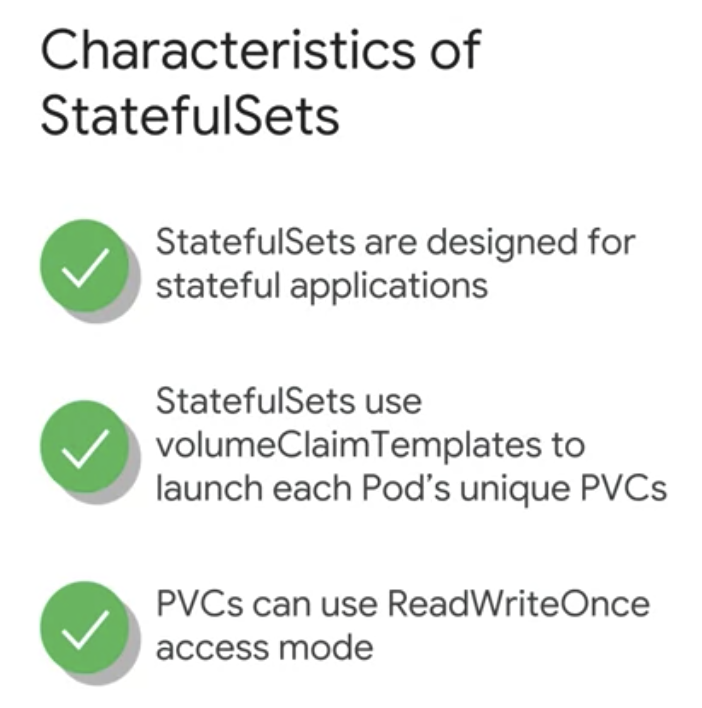 Characteristics of
StatefulSets
StatefulSets are designed for
stateful applications
StatefulSets use
volumeClaimTemplates to
launch each Pod’s unique PVCs
PVCs can use ReadWriteOnce
access mode